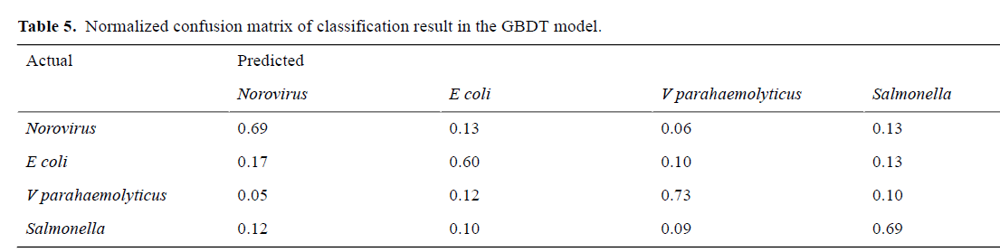 Table 5. Normalized confusion matrix of classification result in the GBDT model.
Actual Predicted
Norovirus E coli V parahaemolyticus Salmonella
Norovirus 0.69 0.13 0.06 0.13
E coli 0.17 0.60 0.10 0.13
V parahaemolyticus 0.05 0.12 0.73 0.10
Salmonella 0.12 0.10 0.09 0.69